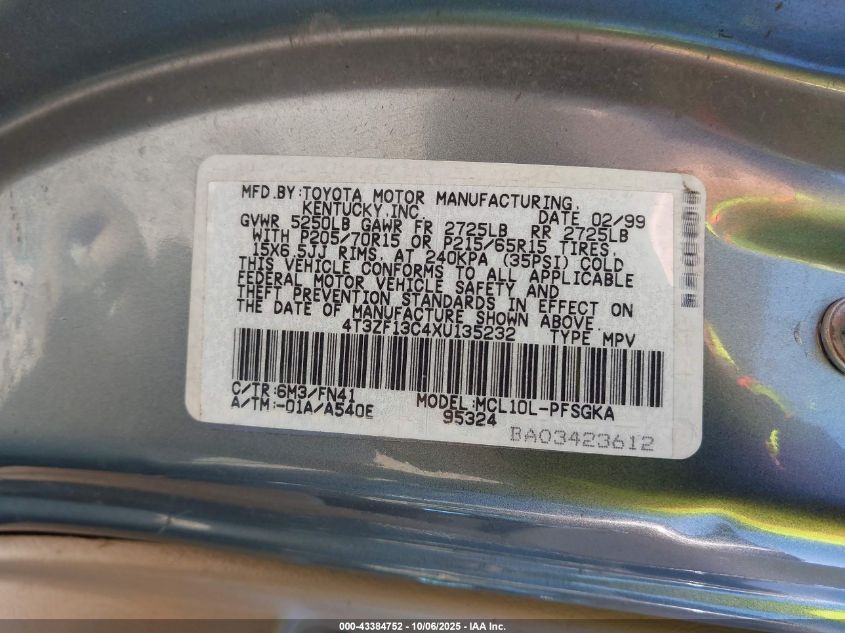 MFD.BY:TOYOTA MOTOR MANUFACTURING,
KENTUCKY,INC. DATE 02/99
GVWR 5250LB GAWR FR 2725LB RR 2725LB
WITH P205/70R15 OR P215/65R15 TIRES,
15X6.5JJ RIMS, AT 240KPA (35PSI) COLD
THIS VEHICLE CONFORMS TO ALL APPLICABLE
FEDERAL MOTOR VEHICLE SAFETY AND
THEFT PREVENTION STANDARDS IN EFFECT ON
THE DATE OF MANUFACTURE SHOWN ABOVE.
4T3ZF13C4XU135232 TYPE MPV
C/TR:6M3/FN41 MODEL:MCL10L-PFSGKA
A/TM:-01A/A540E 95324
BA03423612
000-43384752 - 10/06/2025 - IAA Inc.